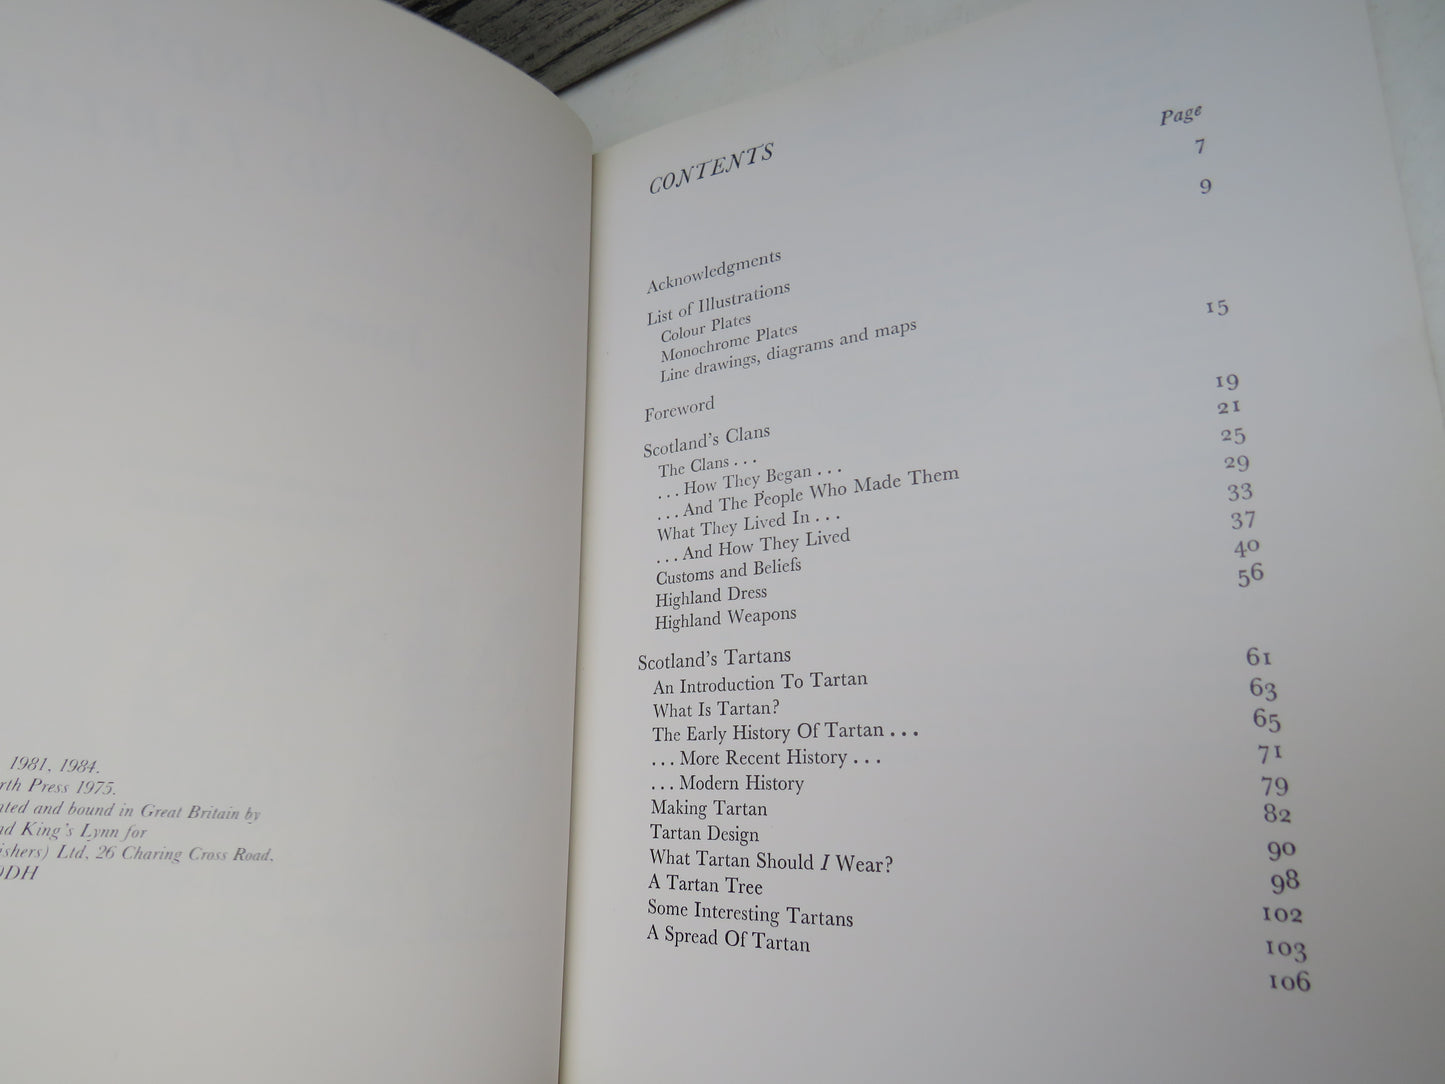 1981, 1984.
rth Press 1975.
nted and bound in Great Britain by
nd King's Lynn for
ishers) Ltd, 26 Charing Cross Road,
0DH
CONTENTS
Page
Acknowledgments 7
List of Illustrations 9
Colour Plates
Monochrome Plates
Line drawings, diagrams and maps
Foreword 15
Scotland's Clans
The Clans . . . 19
. . . How They Began . . . 21
. . . And The People Who Made Them 25
What They Lived In . . . 29
. . . And How They Lived 33
Customs and Beliefs 37
Highland Dress 40
Highland Weapons 56
Scotland's Tartans
An Introduction To Tartan 61
What Is Tartan? 63
The Early History Of Tartan . . . 65
. . . More Recent History . . . 71
. . . Modern History 79
Making Tartan 82
Tartan Design 90
What Tartan Should I Wear? 98
A Tartan Tree 102
Some Interesting Tartans 103
A Spread Of Tartan 106